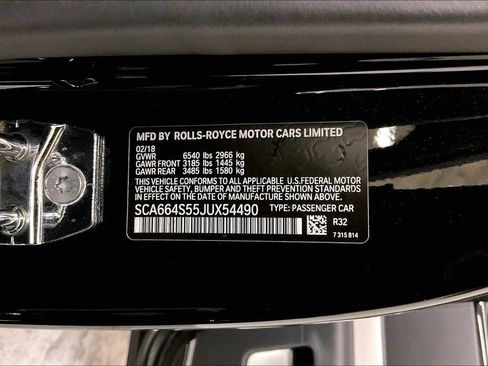 MFD BY ROLLS-ROYCE MOTOR CARS LIMITED
02/18
GVWR 6540 lbs 2966 kg
GAWR FRONT 3185 lbs 1445 kg
GAWR REAR 3485 lbs 1580 kg
THIS VEHICLE CONFORMS TO ALL APPLICABLE U.S.FEDERAL MOTOR
VEHICLE SAFETY, BUMPER AND THEFT PREVENTION STANDARDS
IN EFFECT ON THE DATE OF MANUFACTURE SHOWN ABOVE.
SCA664S55JUX54490 TYPE: PASSENGER CAR
R32
7 315 814